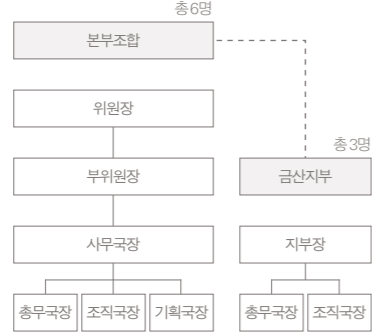 총 6명
본부조합
위원장
총 3명
부위원장
금산지부
사무국장
지부장
총무국장 조직국장 기획국장 총무국장 조직국장